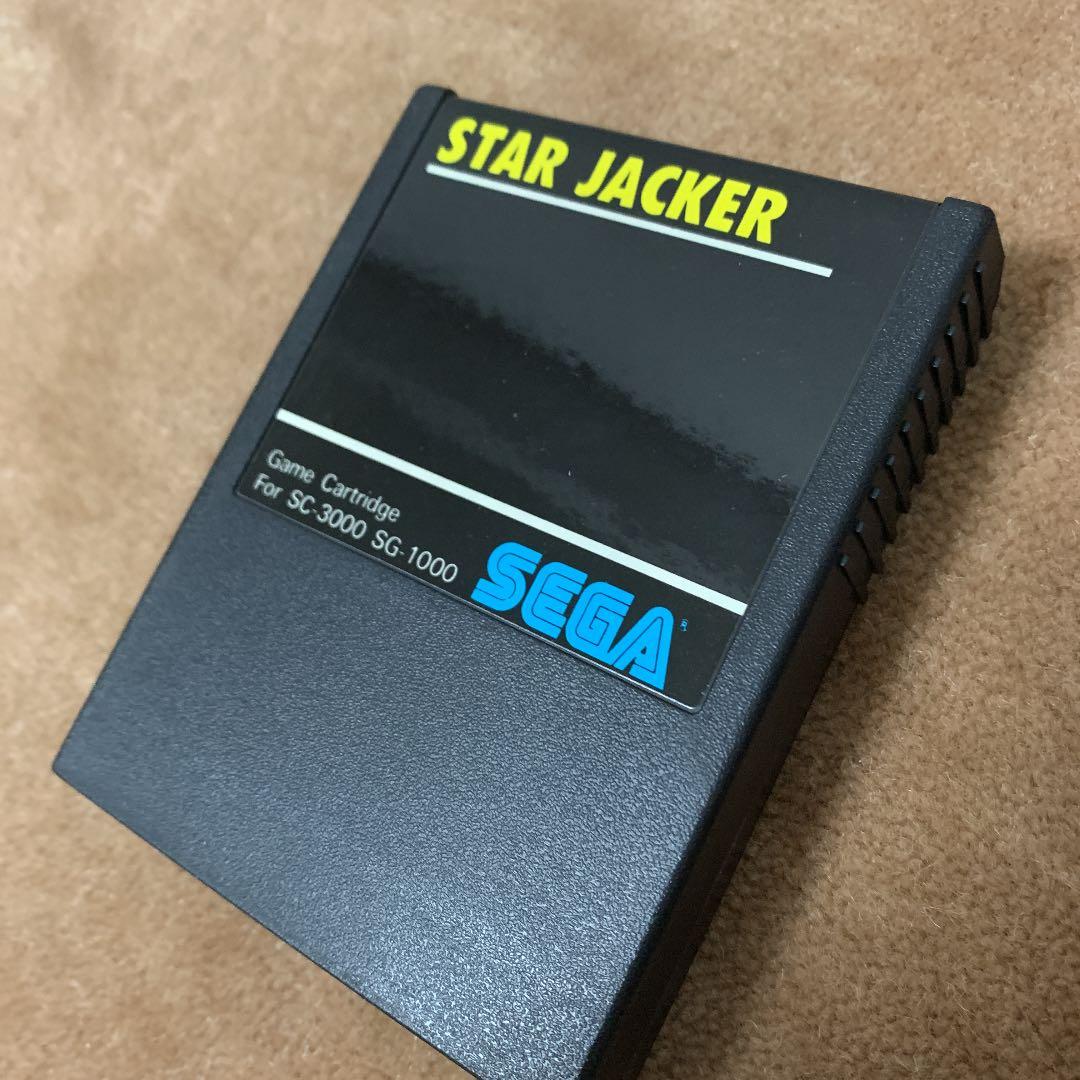 STAR JACKER
Game Cartridge
For SC-3000 SG-1000
SEGA®